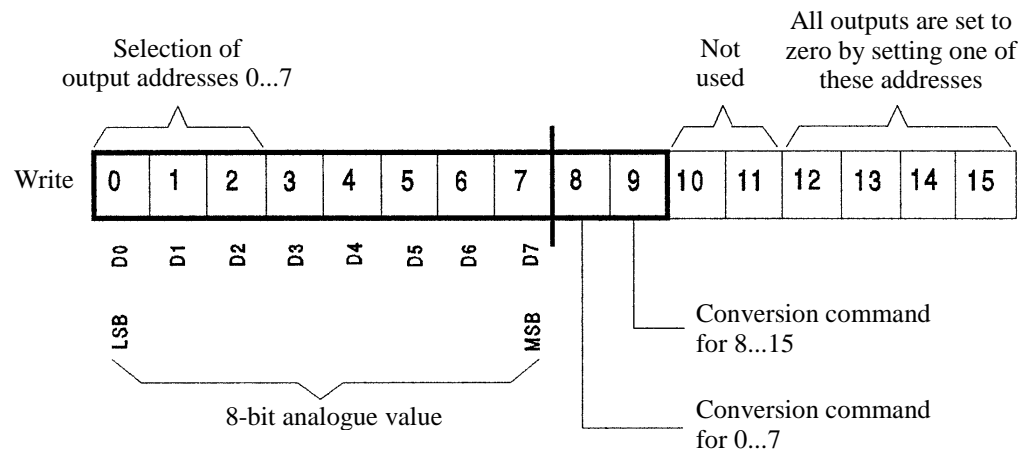 All outputs are set to
zero by setting one of
these addresses
Selection of
output addresses 0...7
Not
used
Write 0 1 2 3 4 5 6 7 8 9 10 11 12 13 14 15
D0 D1 D2 D3 D4 D5 D6 D7
LSB MSB
Conversion command
for 8...15
8-bit analogue value
Conversion command
for 0...7